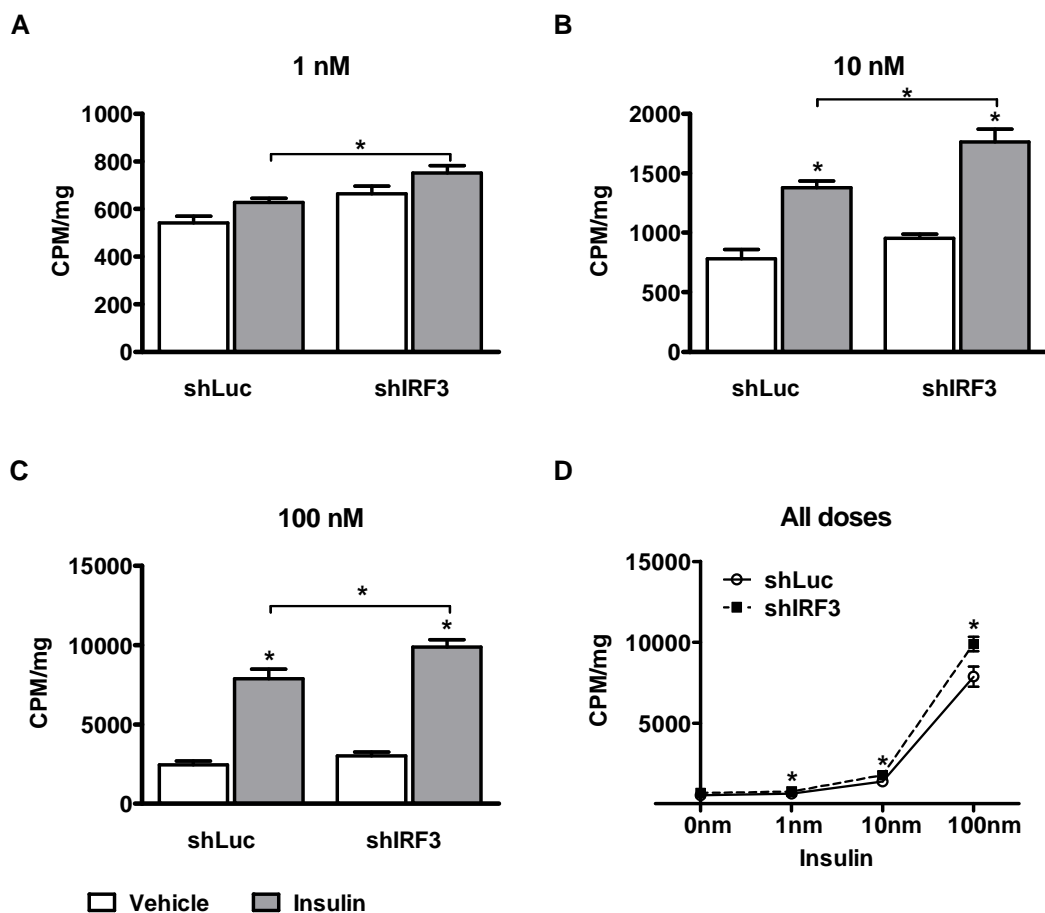 A
1 nM
*
1000
800
600
400
200
0
CPM/mg
shLuc shIRF3
B
10 nM
*
* *
2000
1500
1000
500
0
CPM/mg
shLuc shIRF3
C
100 nM
*
* *
15000
10000
5000
0
CPM/mg
shLuc shIRF3
Vehicle Insulin
D
All doses
15000
10000
5000
CPM/mg
shLuc
shIRF3
* * *
0nm 1nm 10nm 100nm
Insulin